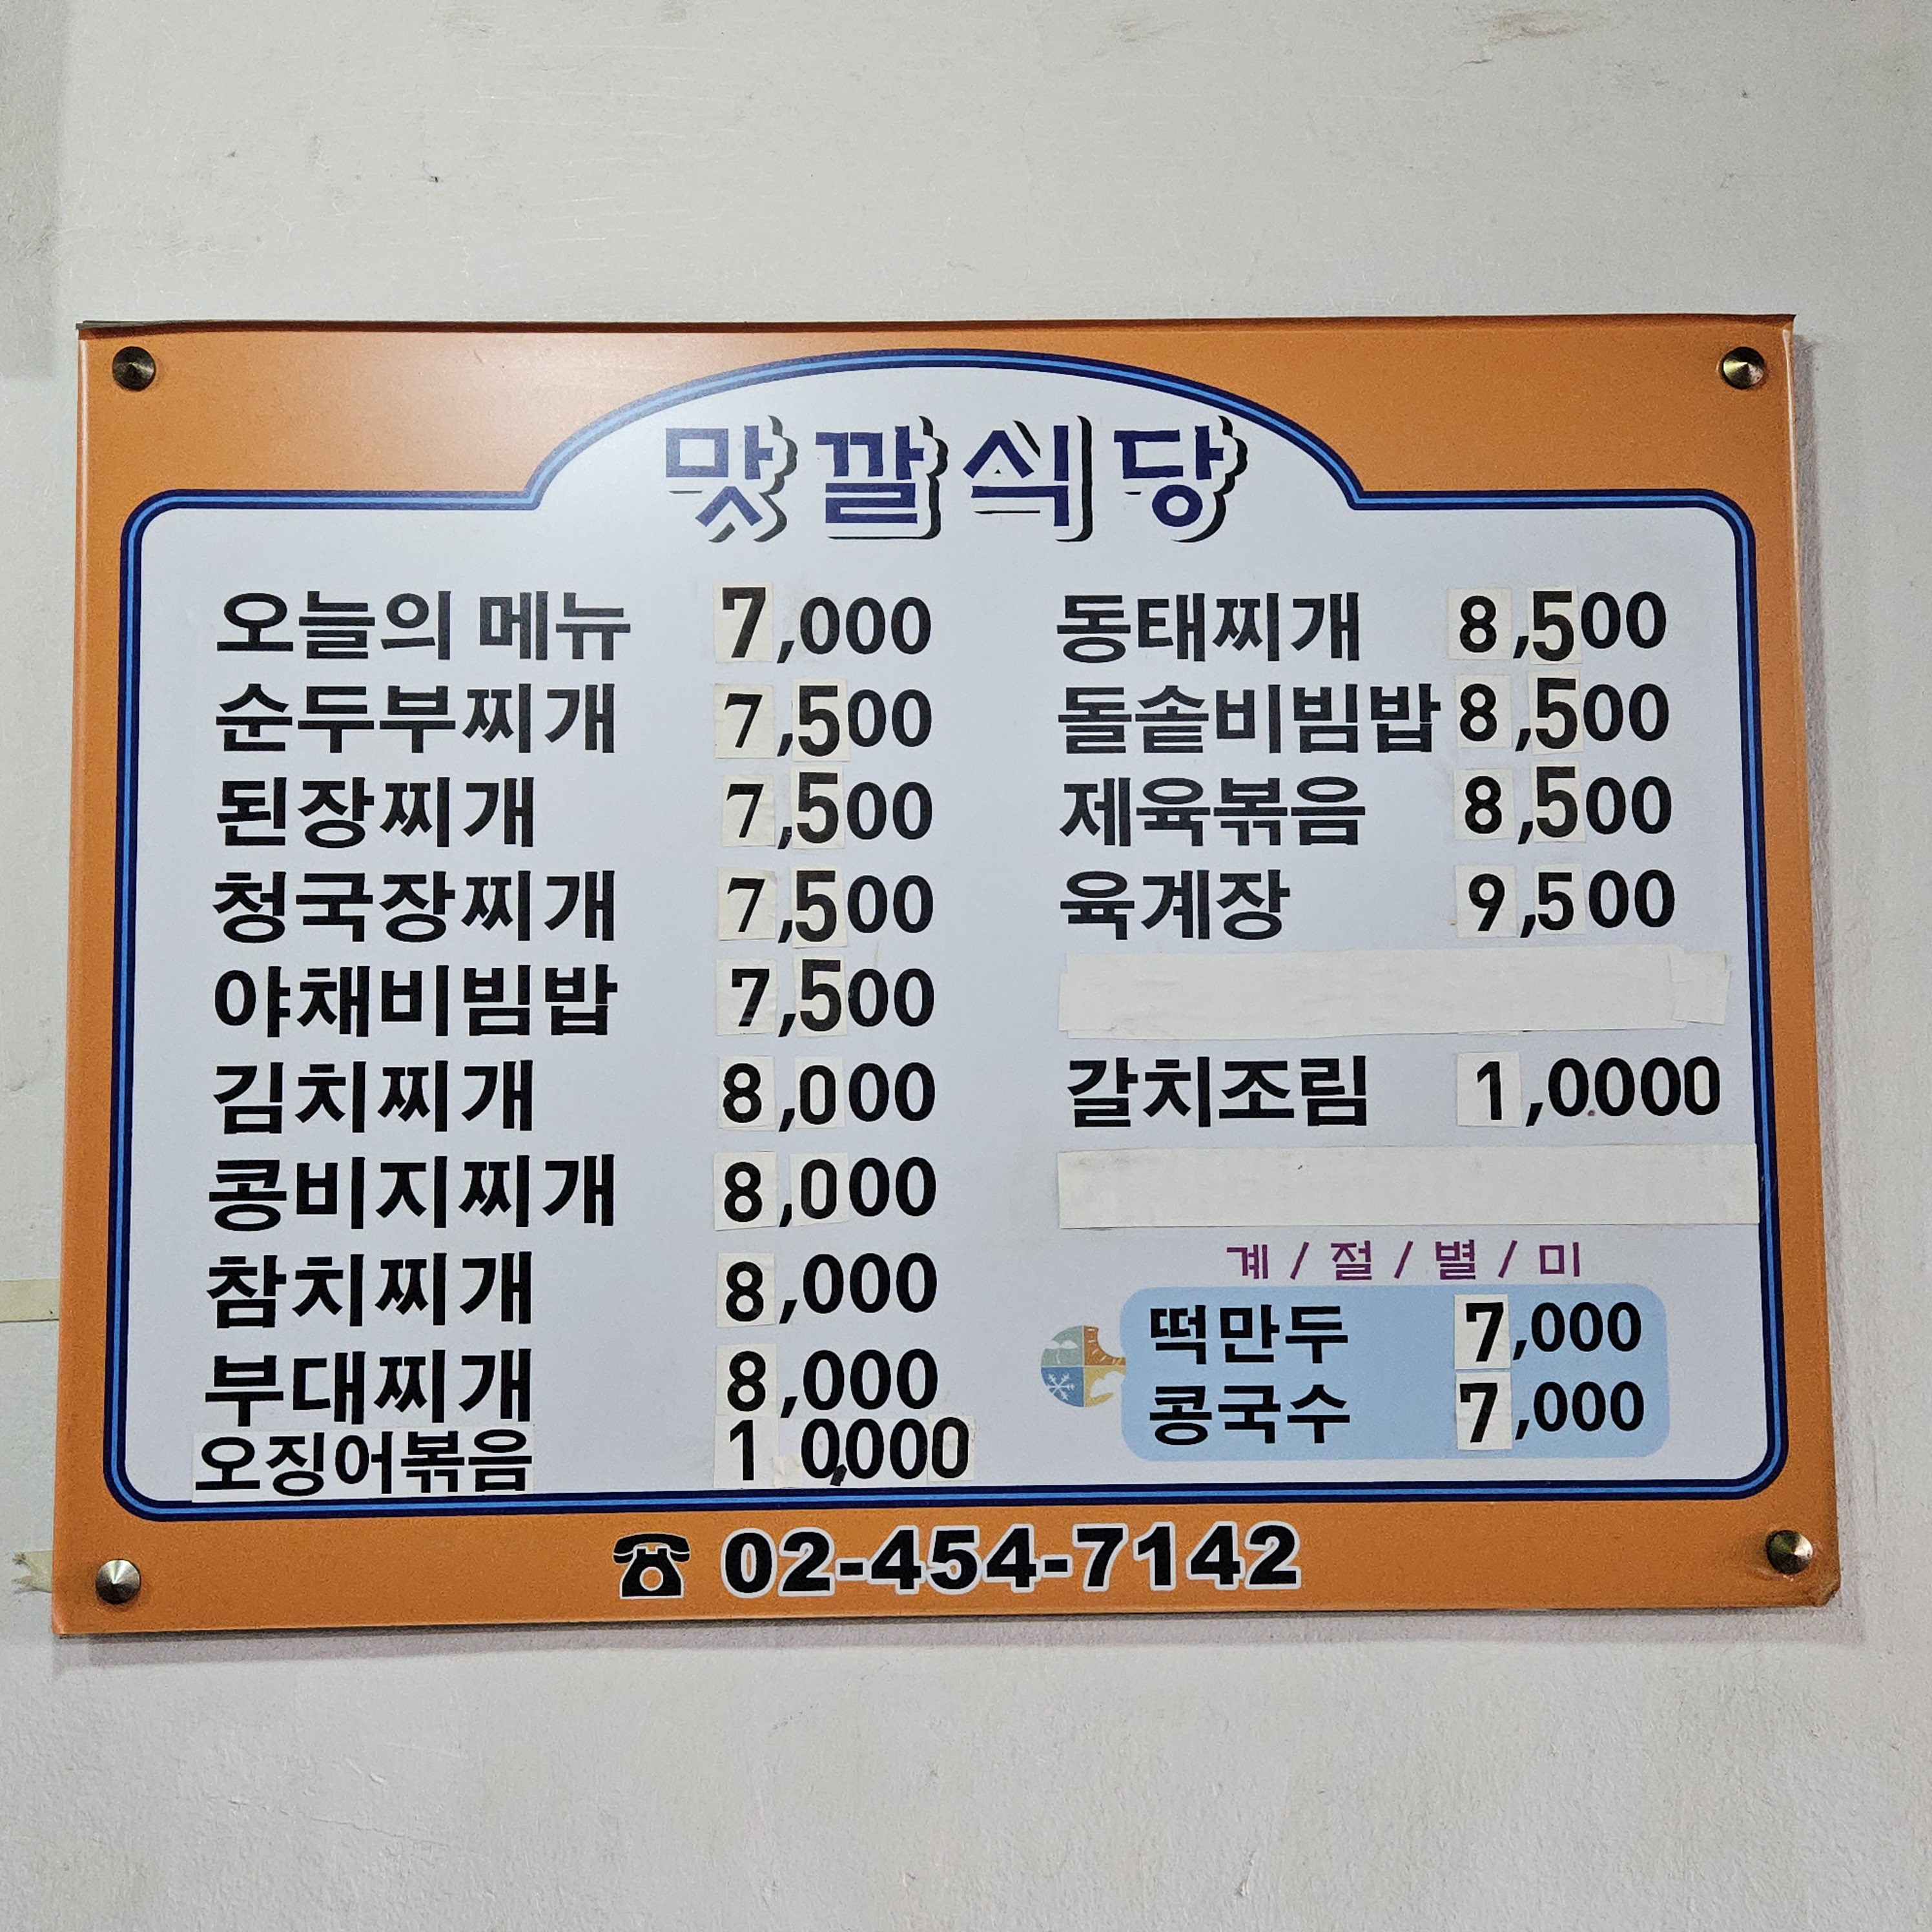 맛깔식당
오늘의 메뉴 7,000
순두부찌개 7,500
된장찌개 7,500
청국장찌개 7,500
야채비빔밥 7,500
김치찌개 8,000
콩비지찌개 8,000
참치찌개 8,000
부대찌개 8,000
오징어볶음 1 0,000
동태찌개 8,500
돌솥비빔밥 8,500
제육볶음 8,500
육계장 9,500
갈치조림 1,0000
계/절/별/미
떡만두 7,000
콩국수 7,000
☎ 02-454-7142